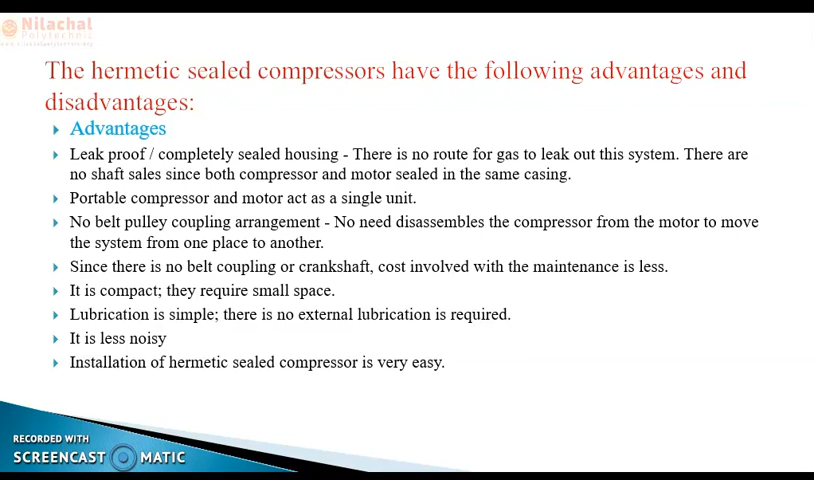 Nilachal
Polytechnic
The hermetic sealed compressors have the following advantages and
disadvantages:
Advantages
Leak proof / completely sealed housing - There is no route for gas to leak out this system. There are
no shaft sales since both compressor and motor sealed in the same casing.
Portable compressor and motor act as a single unit.
No belt pulley coupling arrangement - No need disassembles the compressor from the motor to move
the system from one place to another.
Since there is no belt coupling or crankshaft, cost involved with the maintenance is less.
It is compact; they require small space.
Lubrication is simple; there is no external lubrication is required.
It is less noisy
Installation of hermetic sealed compressor is very easy.
RECORDED WITH
SCREENCAST MATIC